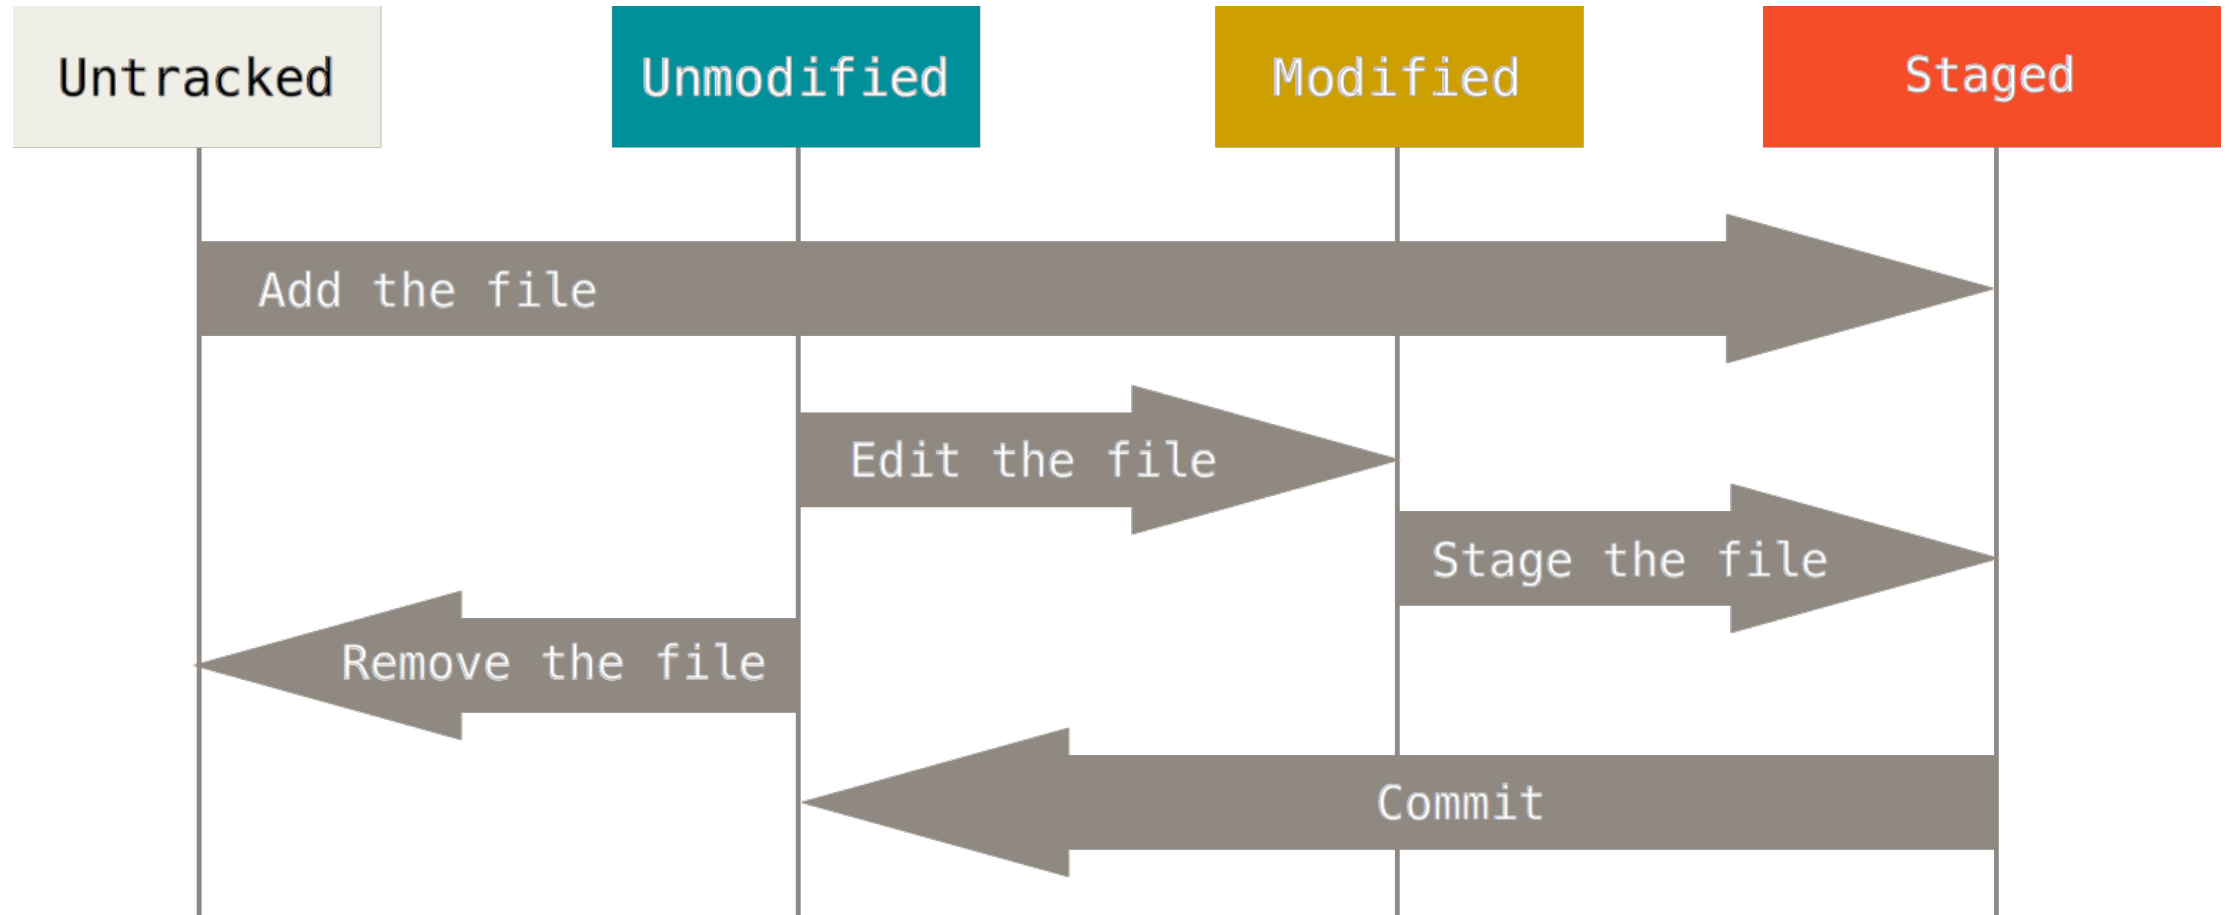 Untracked
Unmodified
Modified
Staged
Add the file
Edit the file
Stage the file
Remove the file
Commit